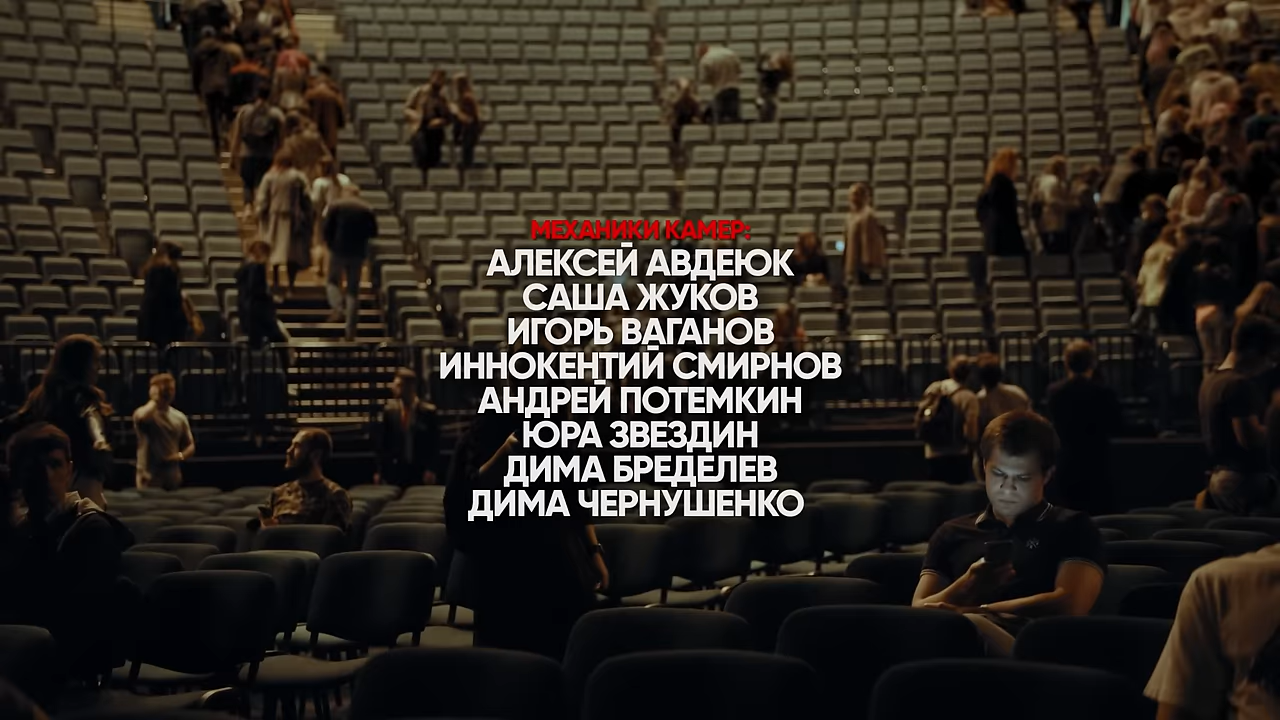 МЕХАНИКИ КАМЕР:
АЛЕКСЕЙ АВДЕЮК
САША ЖУКОВ
ИГОРЬ ВАГАНОВ
ИННОКЕНТИЙ СМИРНОВ
АНДРЕЙ ПОТЕМКИН
ЮРА ЗВЕЗДИН
ДИМА БРЕДЕЛЕВ
ДИМА ЧЕРНУШЕНКО